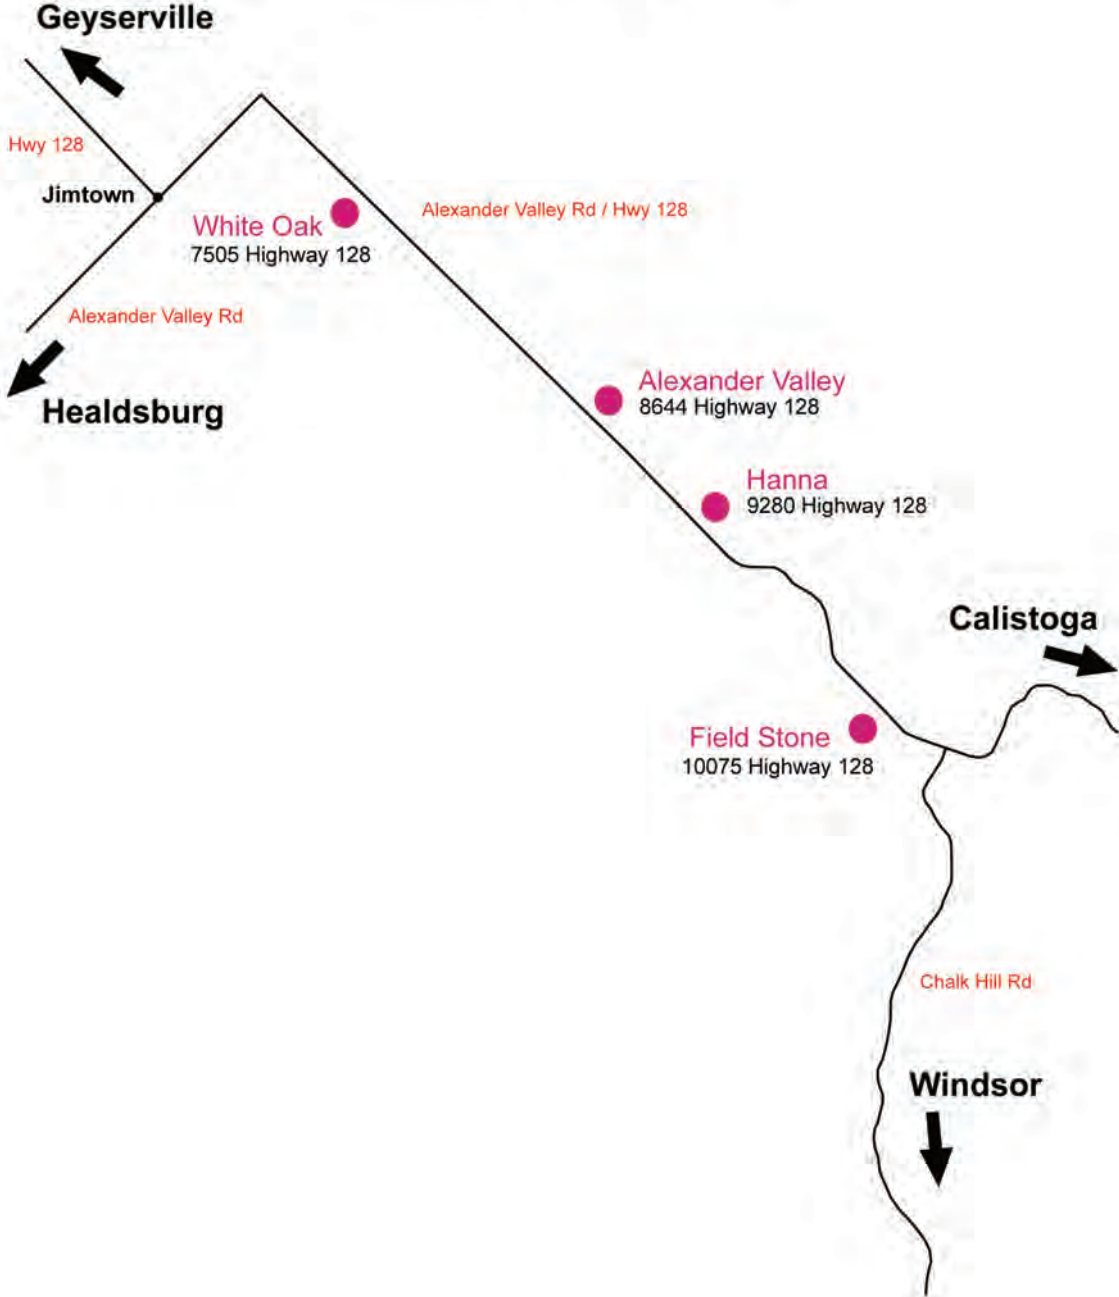 Geyserville
Hwy 128
Jimtown
White Oak
7505 Highway 128
Alexander Valley Rd / Hwy 128
Alexander Valley Rd
Healdsburg
Alexander Valley
8644 Highway 128
Hanna
9280 Highway 128
Calistoga
Field Stone
10075 Highway 128
Chalk Hill Rd
Windsor